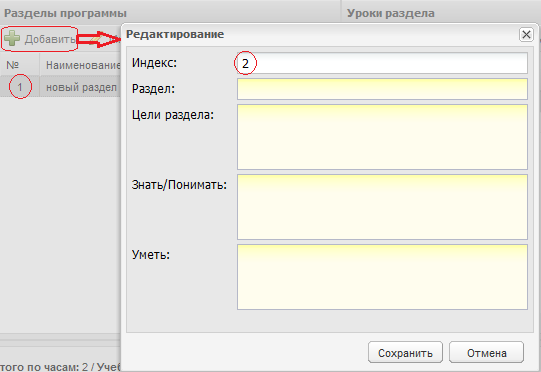 Разделы программы
Уроки раздела
Добавить
Редактирование
№
Наименование
1
новый раздел
Индекс:
2
Раздел:
Цели раздела:
Знать/Понимать:
Уметь:
Сохранить
Отмена
того по часам: 2 / Учеб